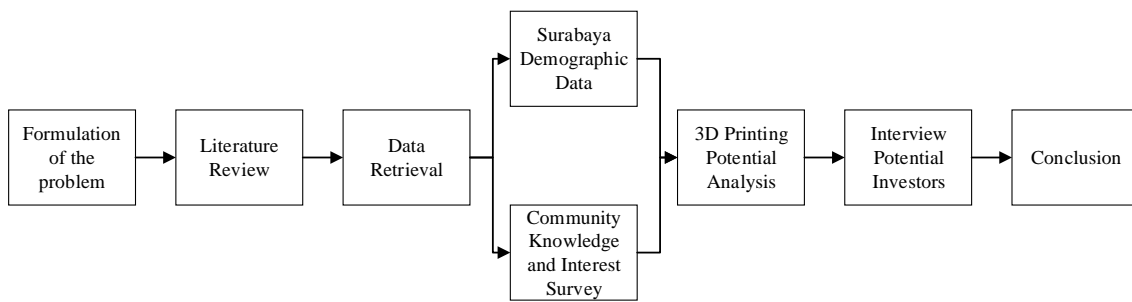 Formulation
of the
problem
Literature
Review
Data
Retrieval
Surabaya
Demographic
Data
Community
Knowledge
and Interest
Survey
3D Printing
Potential
Analysis
Interview
Potential
Investors
Conclusion